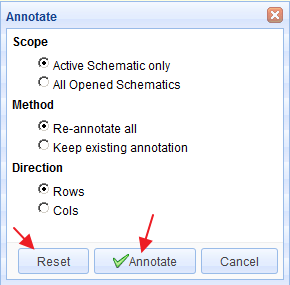 Annotate
Scope
Active Schematic only
All Opened Schematics
Method
Re-annotate all
Keep existing annotation
Direction
Rows
Cols
Reset Annotate Cancel